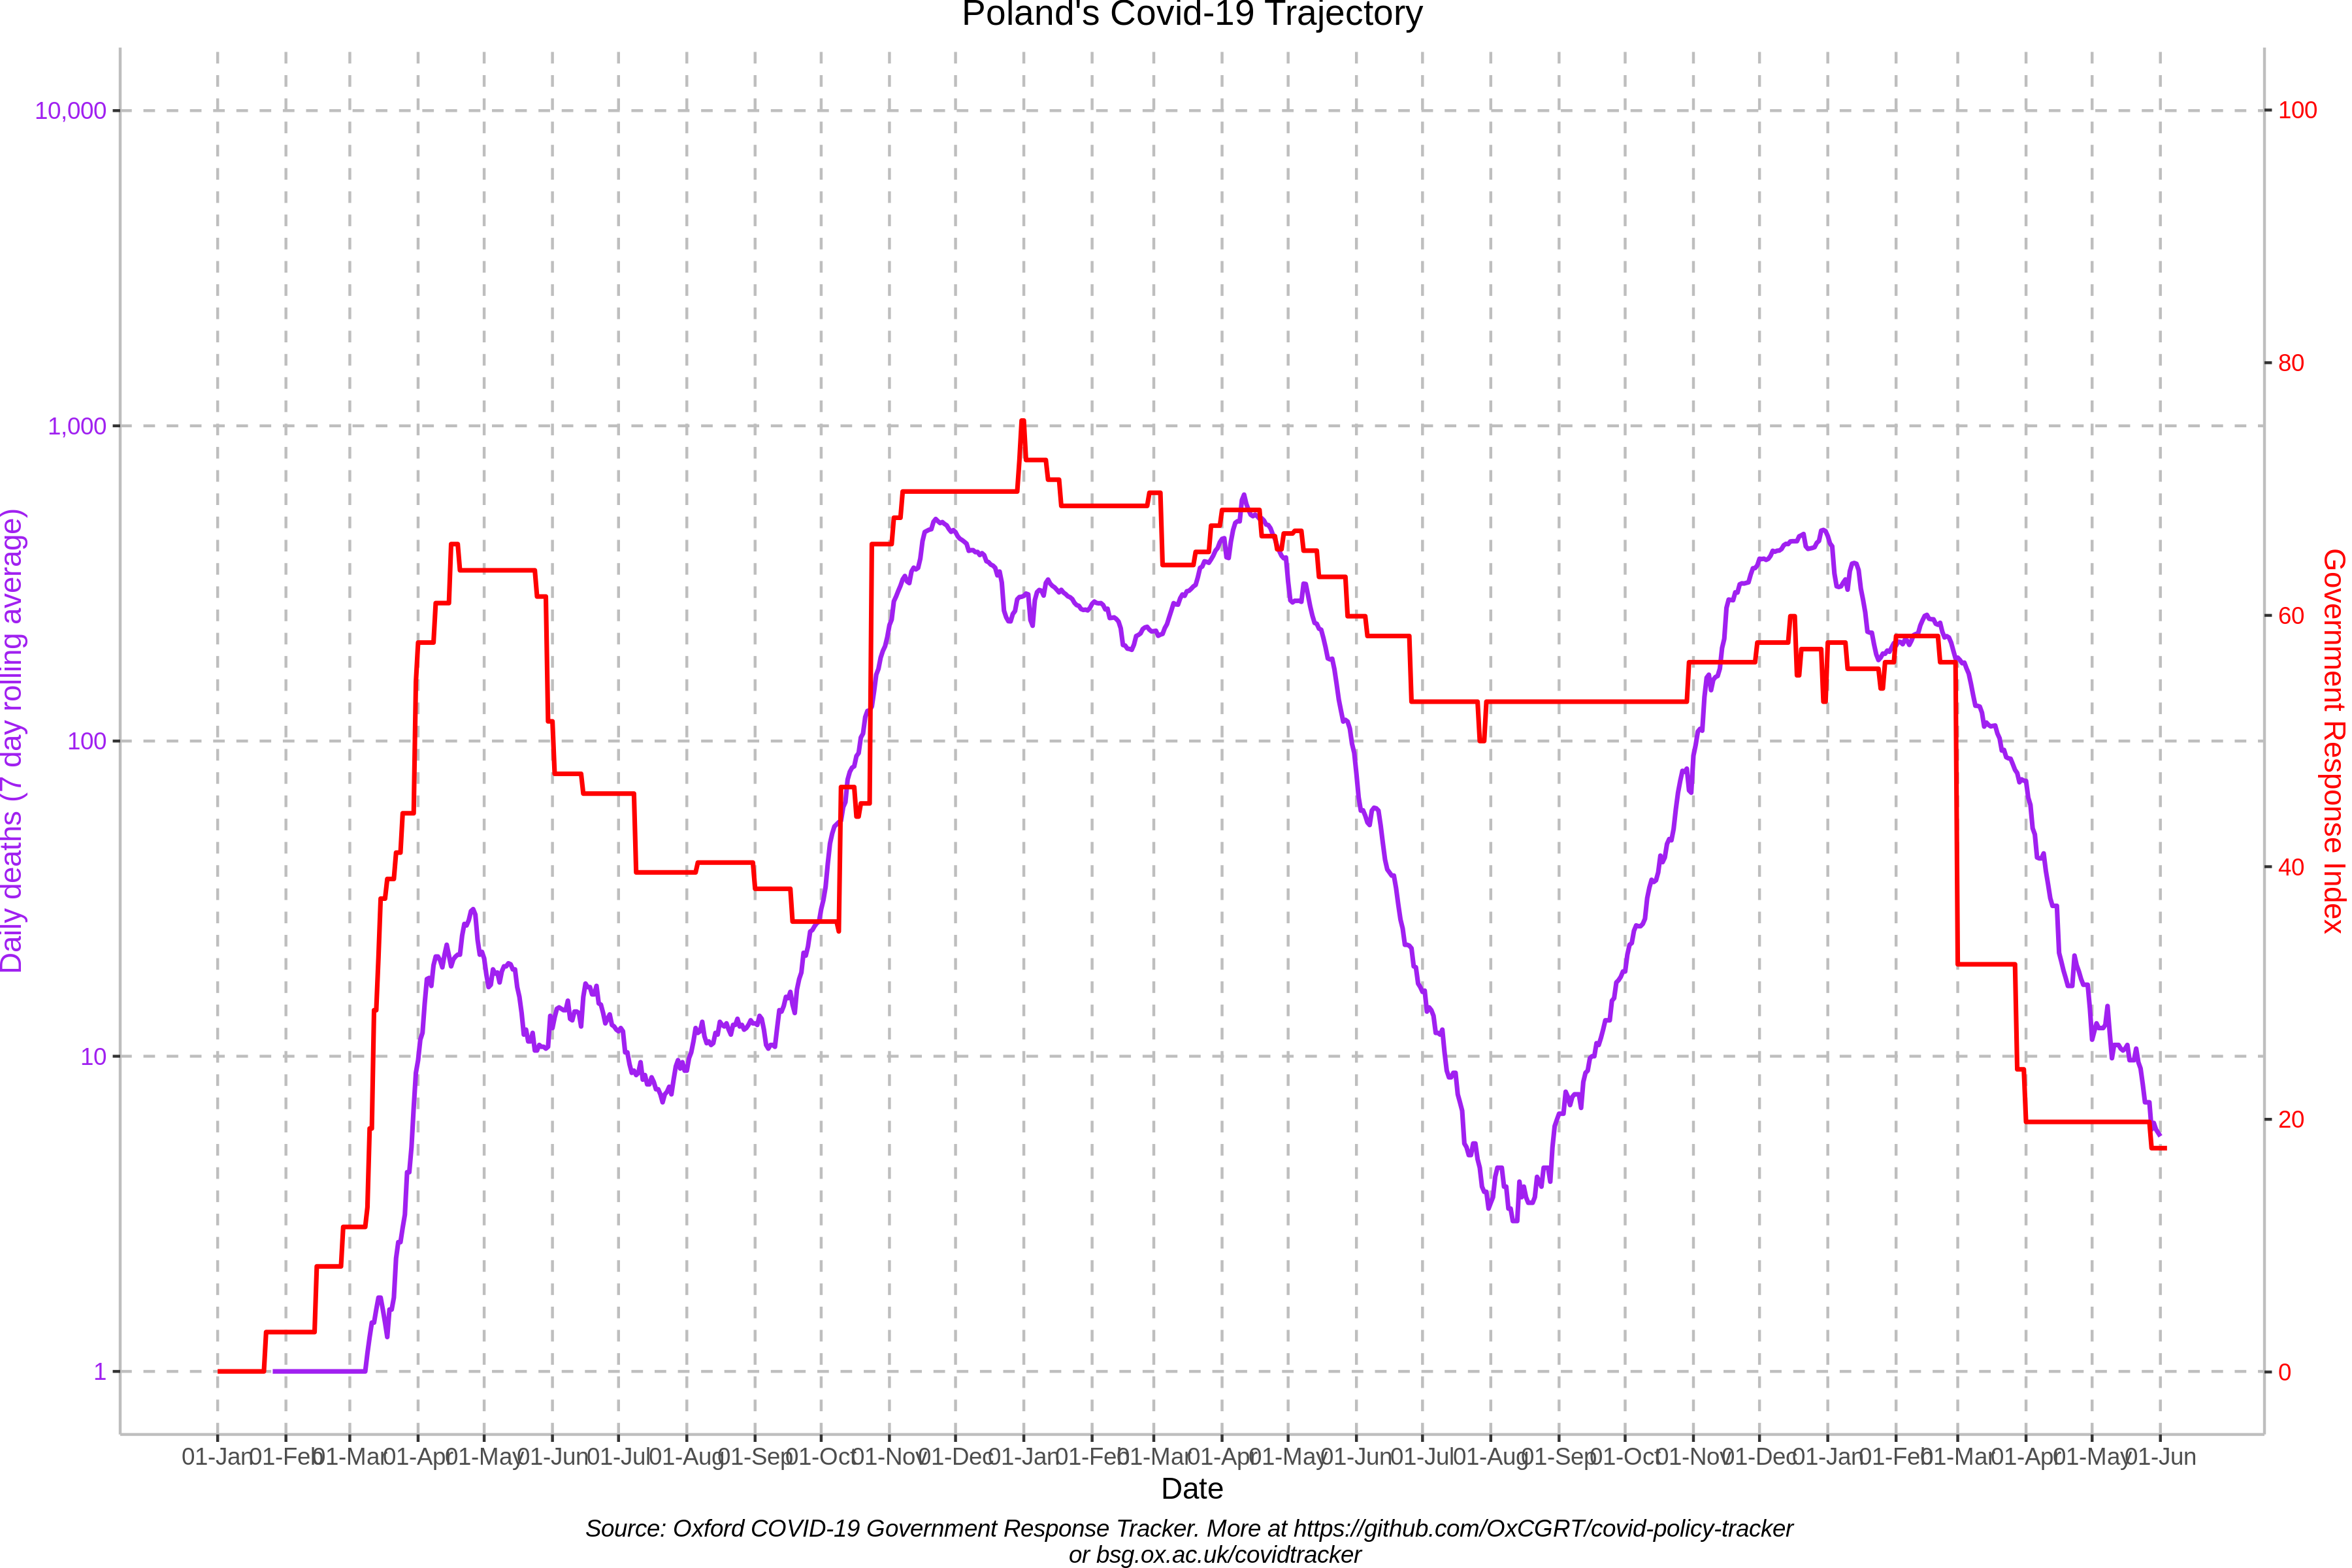 Poland's Covid-19 Trajectory
10,000
1,000
100
10
1
Daily deaths (7 day rolling average)
100
80
60
40
20
0
Government Response Index
01-Jan 01-Feb 01-Mar 01-Apr 01-May 01-Jun 01-Jul 01-Aug 01-Sep 01-Oct 01-Nov 01-Dec 01-Jan 01-Feb 01-Mar 01-Apr 01-May 01-Jun 01-Jul 01-Aug 01-Sep 01-Oct 01-Nov 01-Dec 01-Jan 01-Feb 01-Mar 01-Apr 01-May 01-Jun
Date
Source: Oxford COVID-19 Government Response Tracker. More at https://github.com/OxCGRT/covid-policy-tracker
or bsg.ox.ac.uk/covidtracker